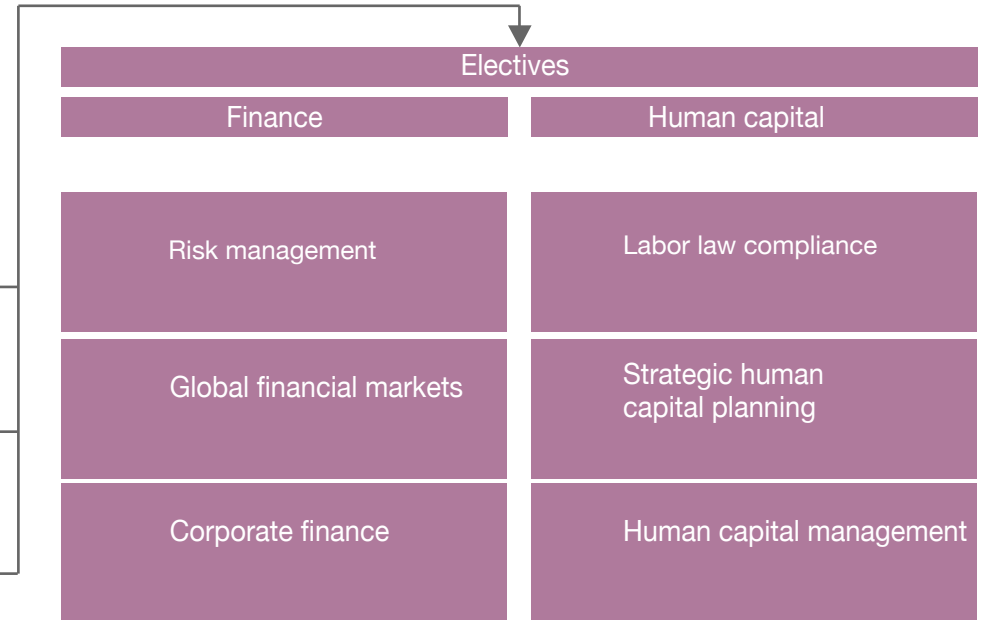 Electives
Finance
Human capital
Risk management
Labor law compliance
Global financial markets
Strategic human
capital planning
Corporate finance
Human capital management